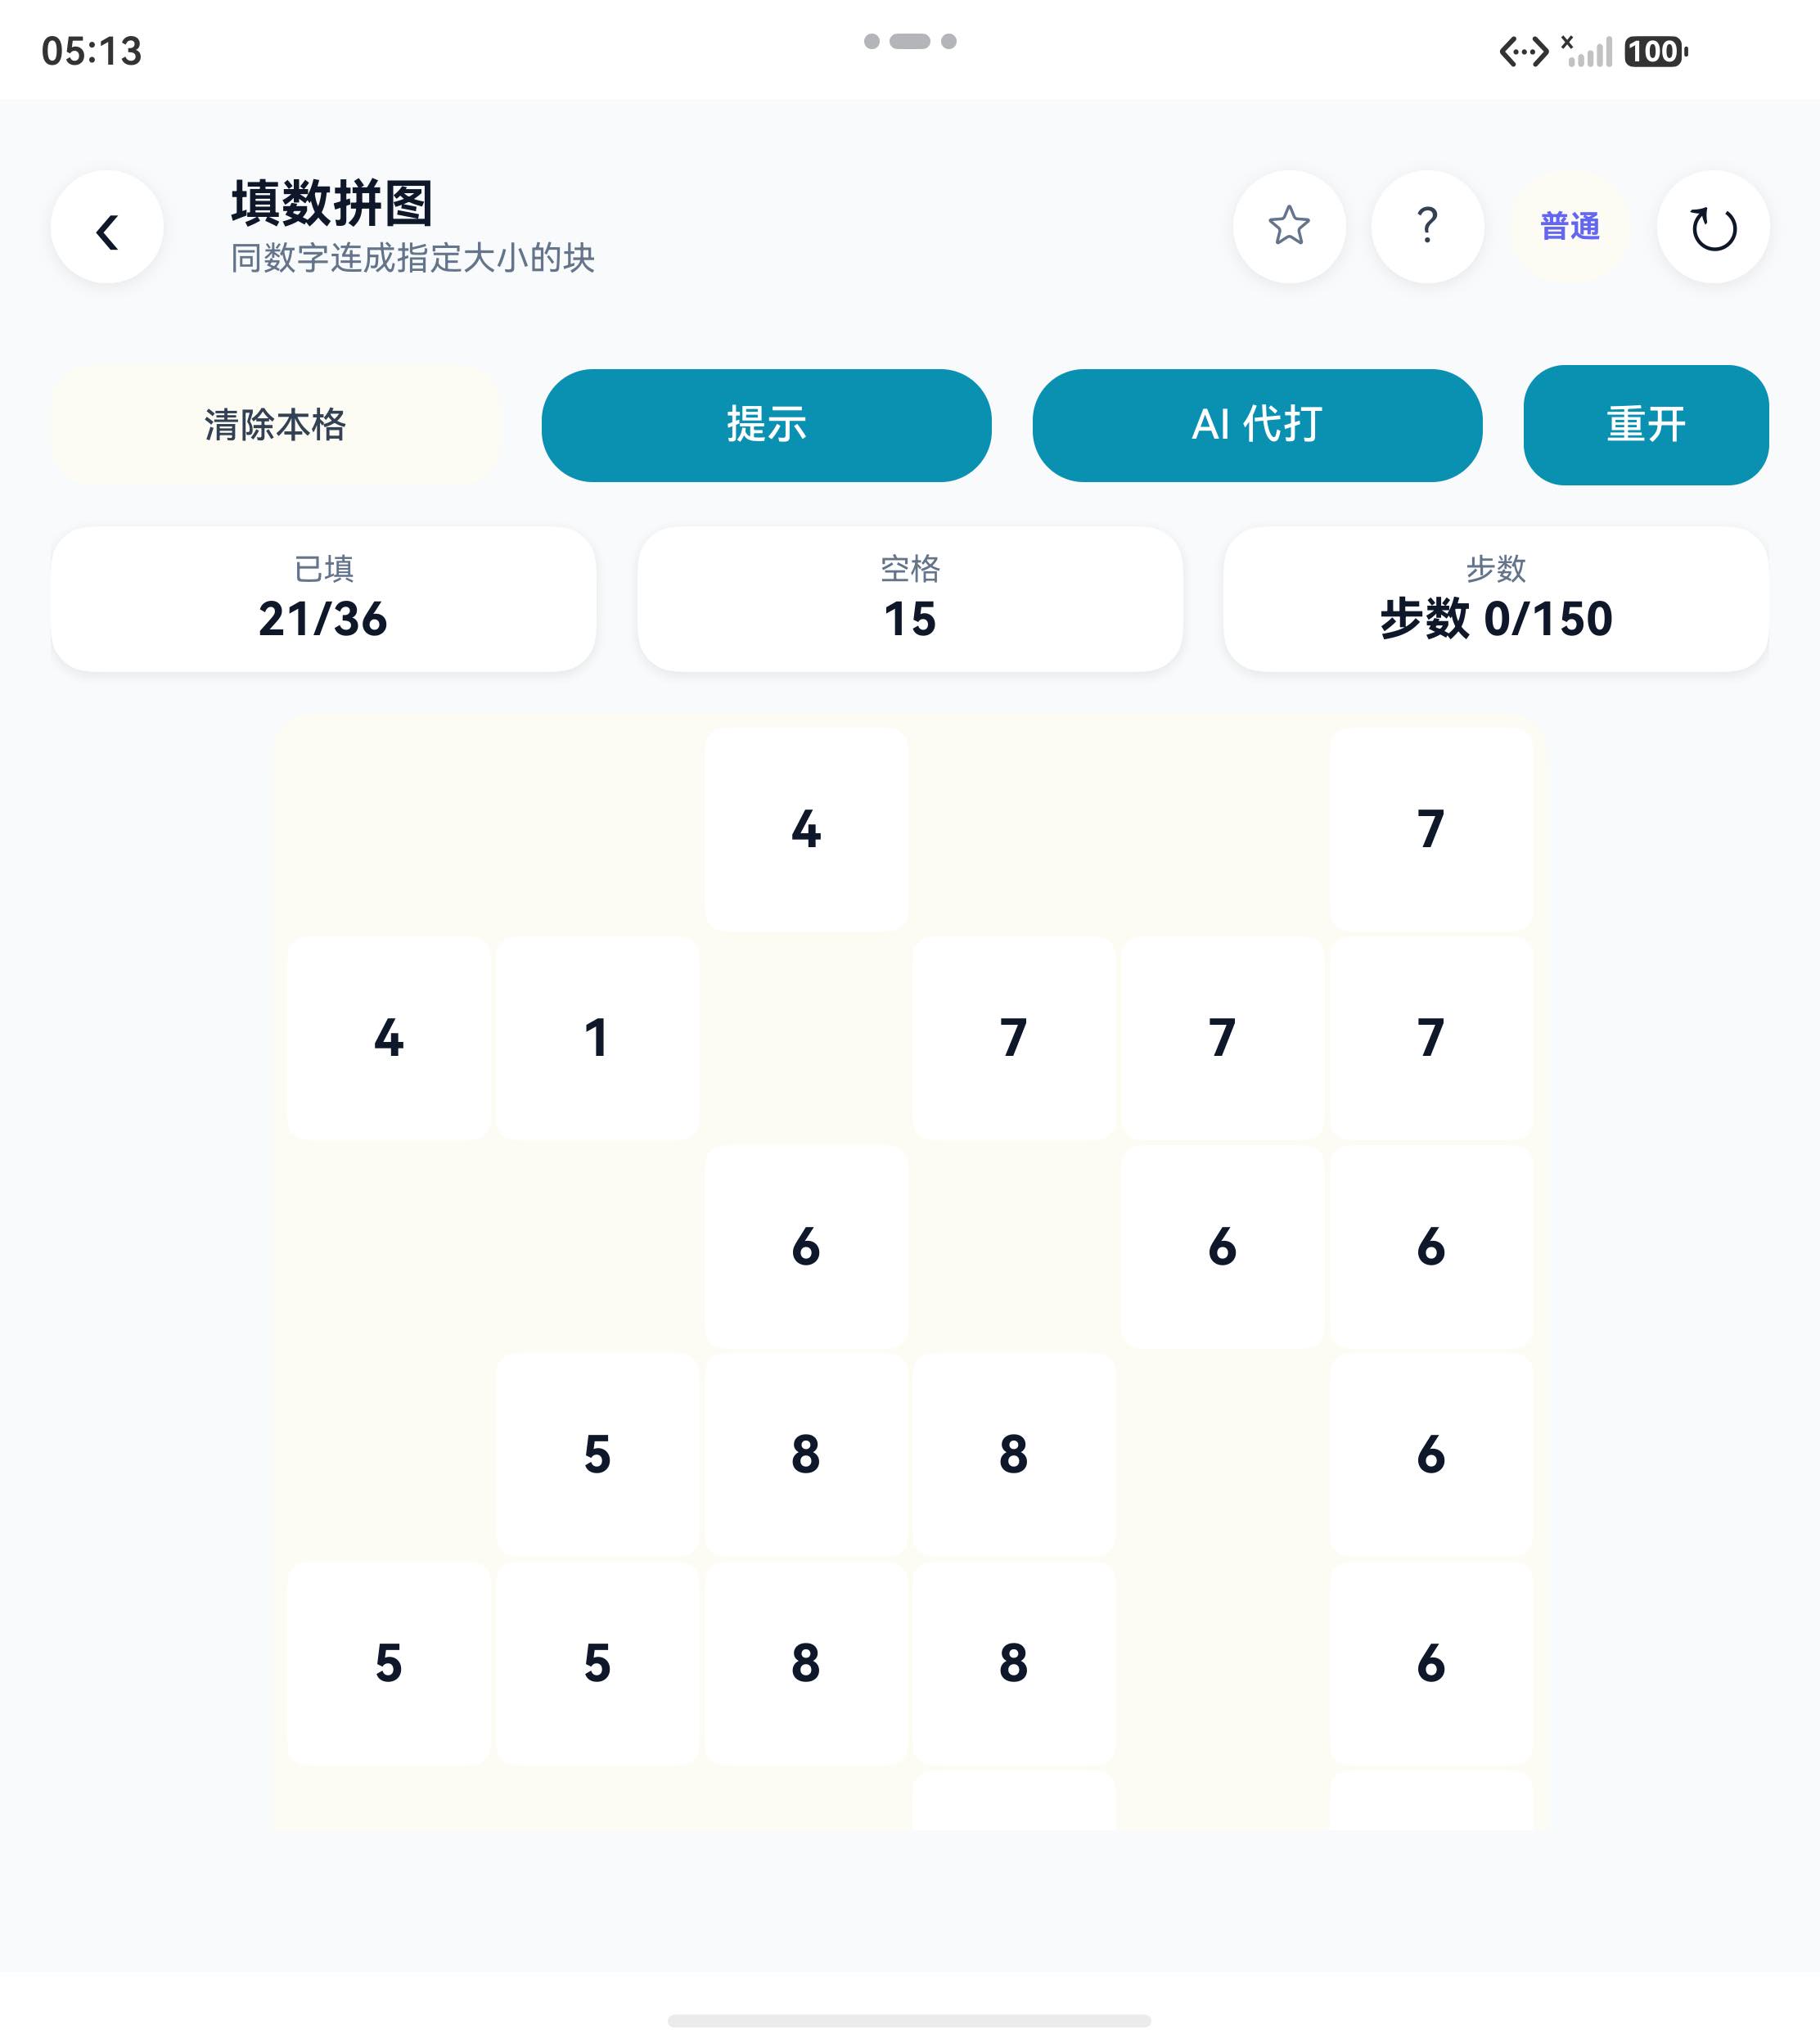 05:13
100
填数拼图
同数字连成指定大小的块
?
普通
清除本格
提示
AI 代打
重开
已填
21/36
空格
15
步数
步数 0/150
4 7
4 1 7 7 7
6 6 6
5 8 8 6
5 5 8 8 6